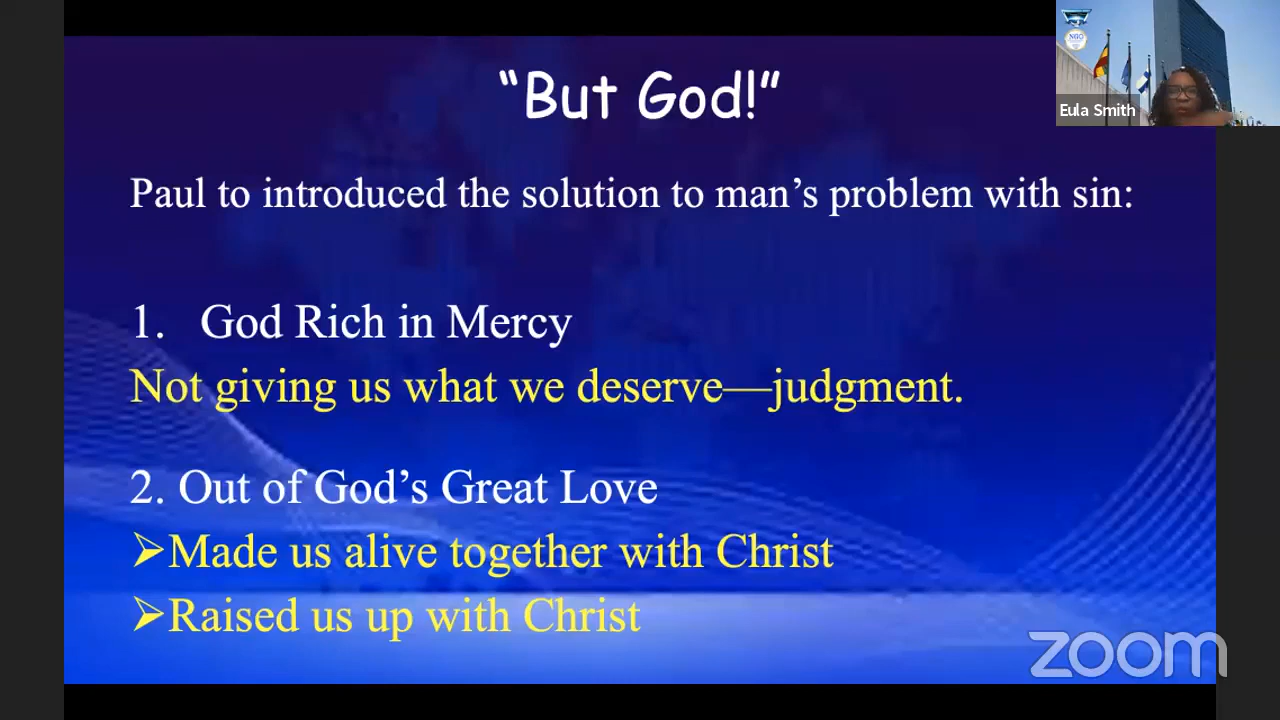 “But God!”
NGO
Eula Smith
Paul to introduced the solution to man’s problem with sin:
1. God Rich in Mercy
Not giving us what we deserve—judgment.
2. Out of God’s Great Love
➢Made us alive together with Christ
➢Raised us up with Christ
zoom